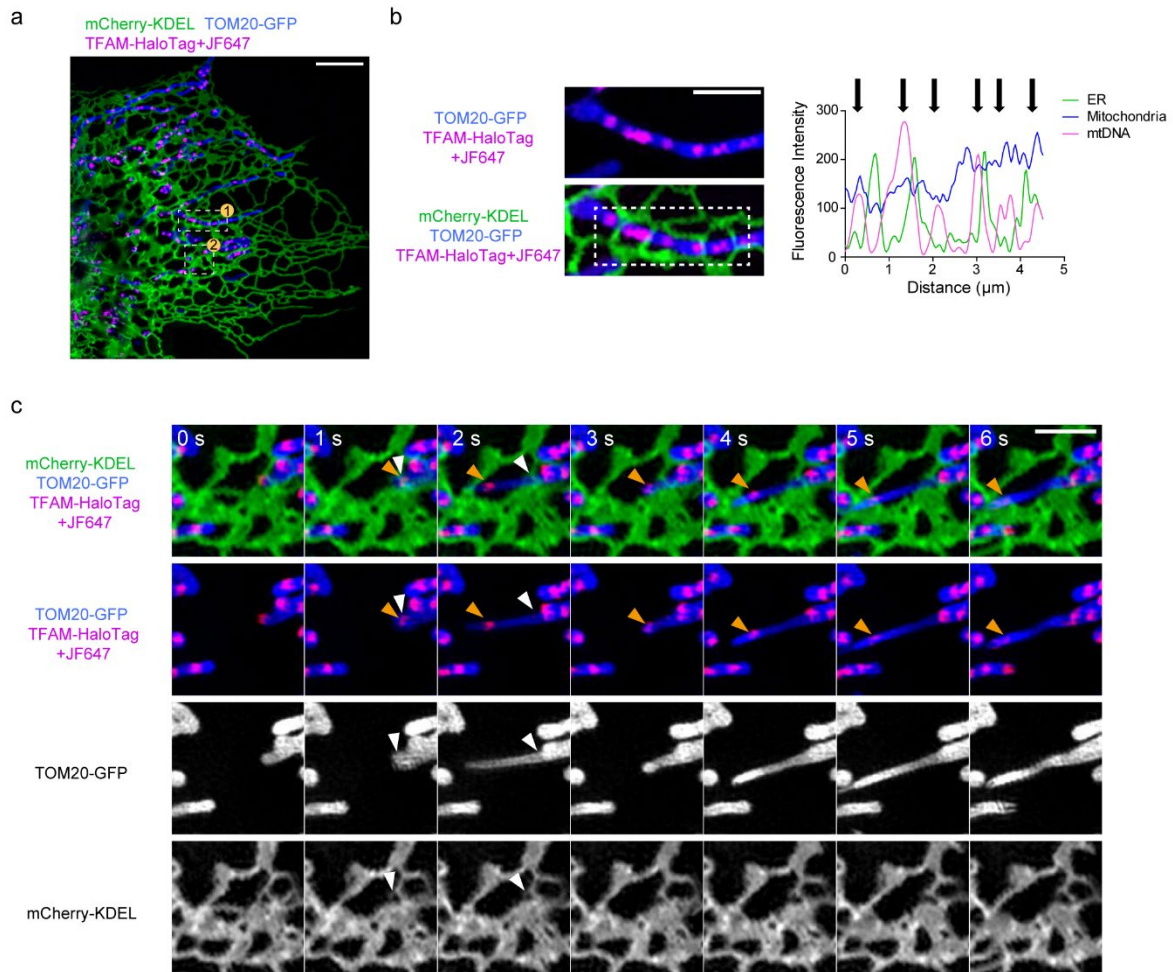 a
mCherry-KDEL TOM20-GFP
TFAM-HaloTag+JF647
1
2
b
TOM20-GFP
TFAM-HaloTag
+JF647
mCherry-KDEL
TOM20-GFP
TFAM-HaloTag+JF647
ER
Mitochondria
mtDNA
Fluorescence Intensity
300
200
100
0
0 1 2 3 4 5
Distance (μm)
c
0 s 1 s 2 s 3 s 4 s 5 s 6 s
mCherry-KDEL
TOM20-GFP
TFAM-HaloTag
+JF647
TOM20-GFP
TFAM-HaloTag
+JF647
TOM20-GFP
mCherry-KDEL